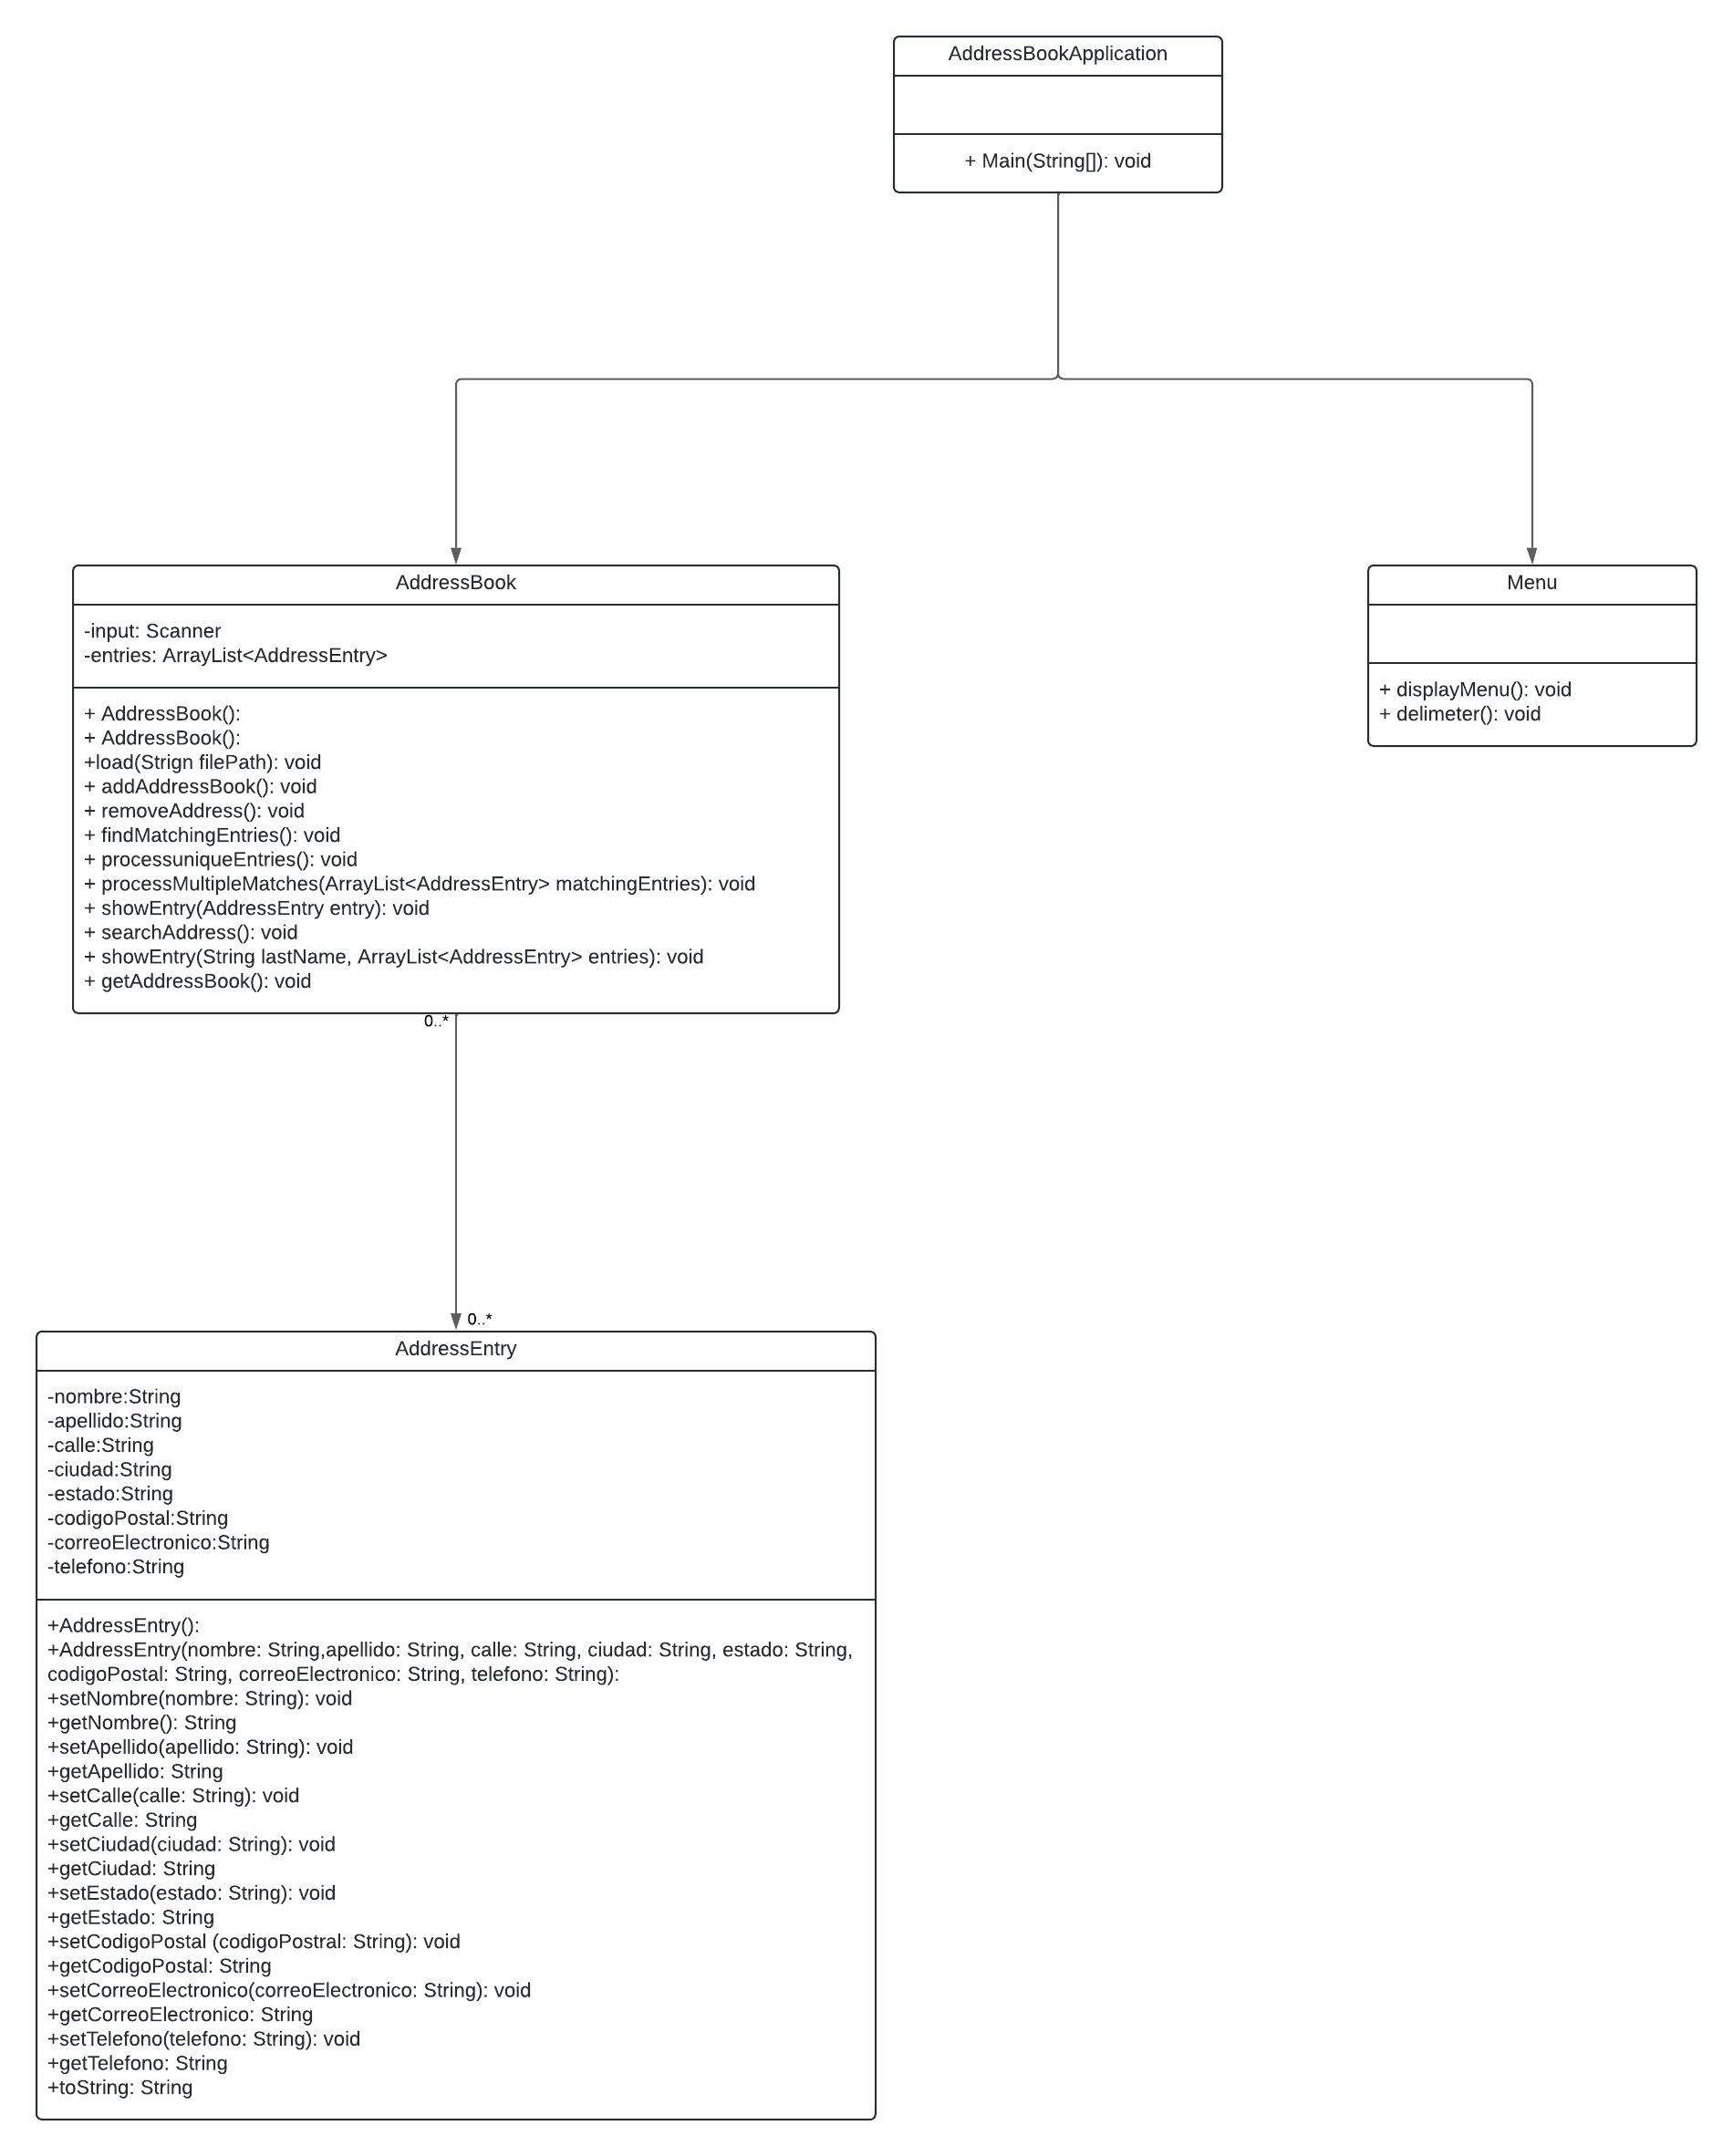 AddressBookApplication
+ Main(String[]): void
AddressBook
-input: Scanner
-entries: ArrayList<AddressEntry>
+ AddressBook():
+ AddressBook():
+load(Strign filePath): void
+ addAddressBook(): void
+ removeAddress(): void
+ findMatchingEntries(): void
+ processuniqueEntries(): void
+ processMultipleMatches(ArrayList<AddressEntry> matchingEntries): void
+ showEntry(AddressEntry entry): void
+ searchAddress(): void
+ showEntry(String lastName, ArrayList<AddressEntry> entries): void
+ getAddressBook(): void
Menu
+ displayMenu(): void
+ delimeter(): void
0..*
0..*
AddressEntry
-nombre:String
-apellido:String
-calle:String
-ciudad:String
-estado:String
-codigoPostal:String
-correoElectronico:String
-telefono:String
+AddressEntry():
+AddressEntry(nombre: String,apellido: String, calle: String, ciudad: String, estado: String,
codigoPostal: String, correoElectronico: String, telefono: String):
+setNombre(nombre: String): void
+getNombre(): String
+setApellido(apellido: String): void
+getApellido: String
+setCalle(calle: String): void
+getCalle: String
+setCiudad(ciudad: String): void
+getCiudad: String
+setEstado(estado: String): void
+getEstado: String
+setCodigoPostal (codigoPostral: String): void
+getCodigoPostal: String
+setCorreoElectronico(correoElectronico: String): void
+getCorreoElectronico: String
+setTelefono(telefono: String): void
+getTelefono: String
+toString: String